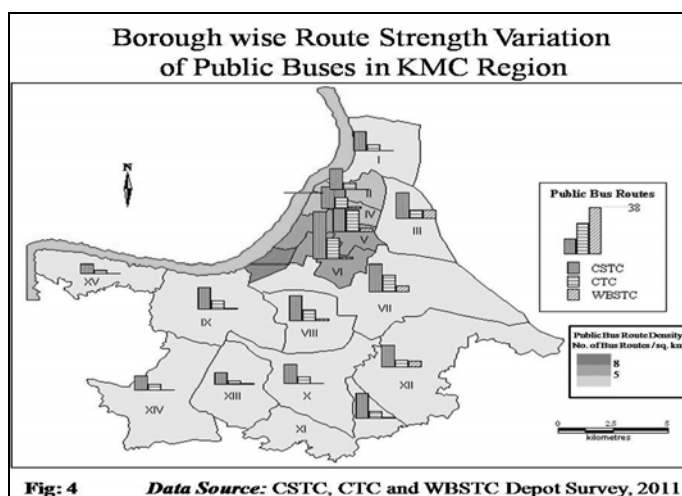 Borough wise Route Strength Variation
of Public Buses in KMC Region
N
I
II
IV
III
V
VI
VII
XV
IX
VIII
XII
XIV
XIII
X
XI
Public Bus Routes
38
CSTC
CTC
WBSTC
Public Bus Route Density
No. of Bus Routes /sq. km
8
5
0 2.5 5
kilometres
Fig: 4 Data Source: CSTC, CTC and WBSTC Depot Survey, 2011